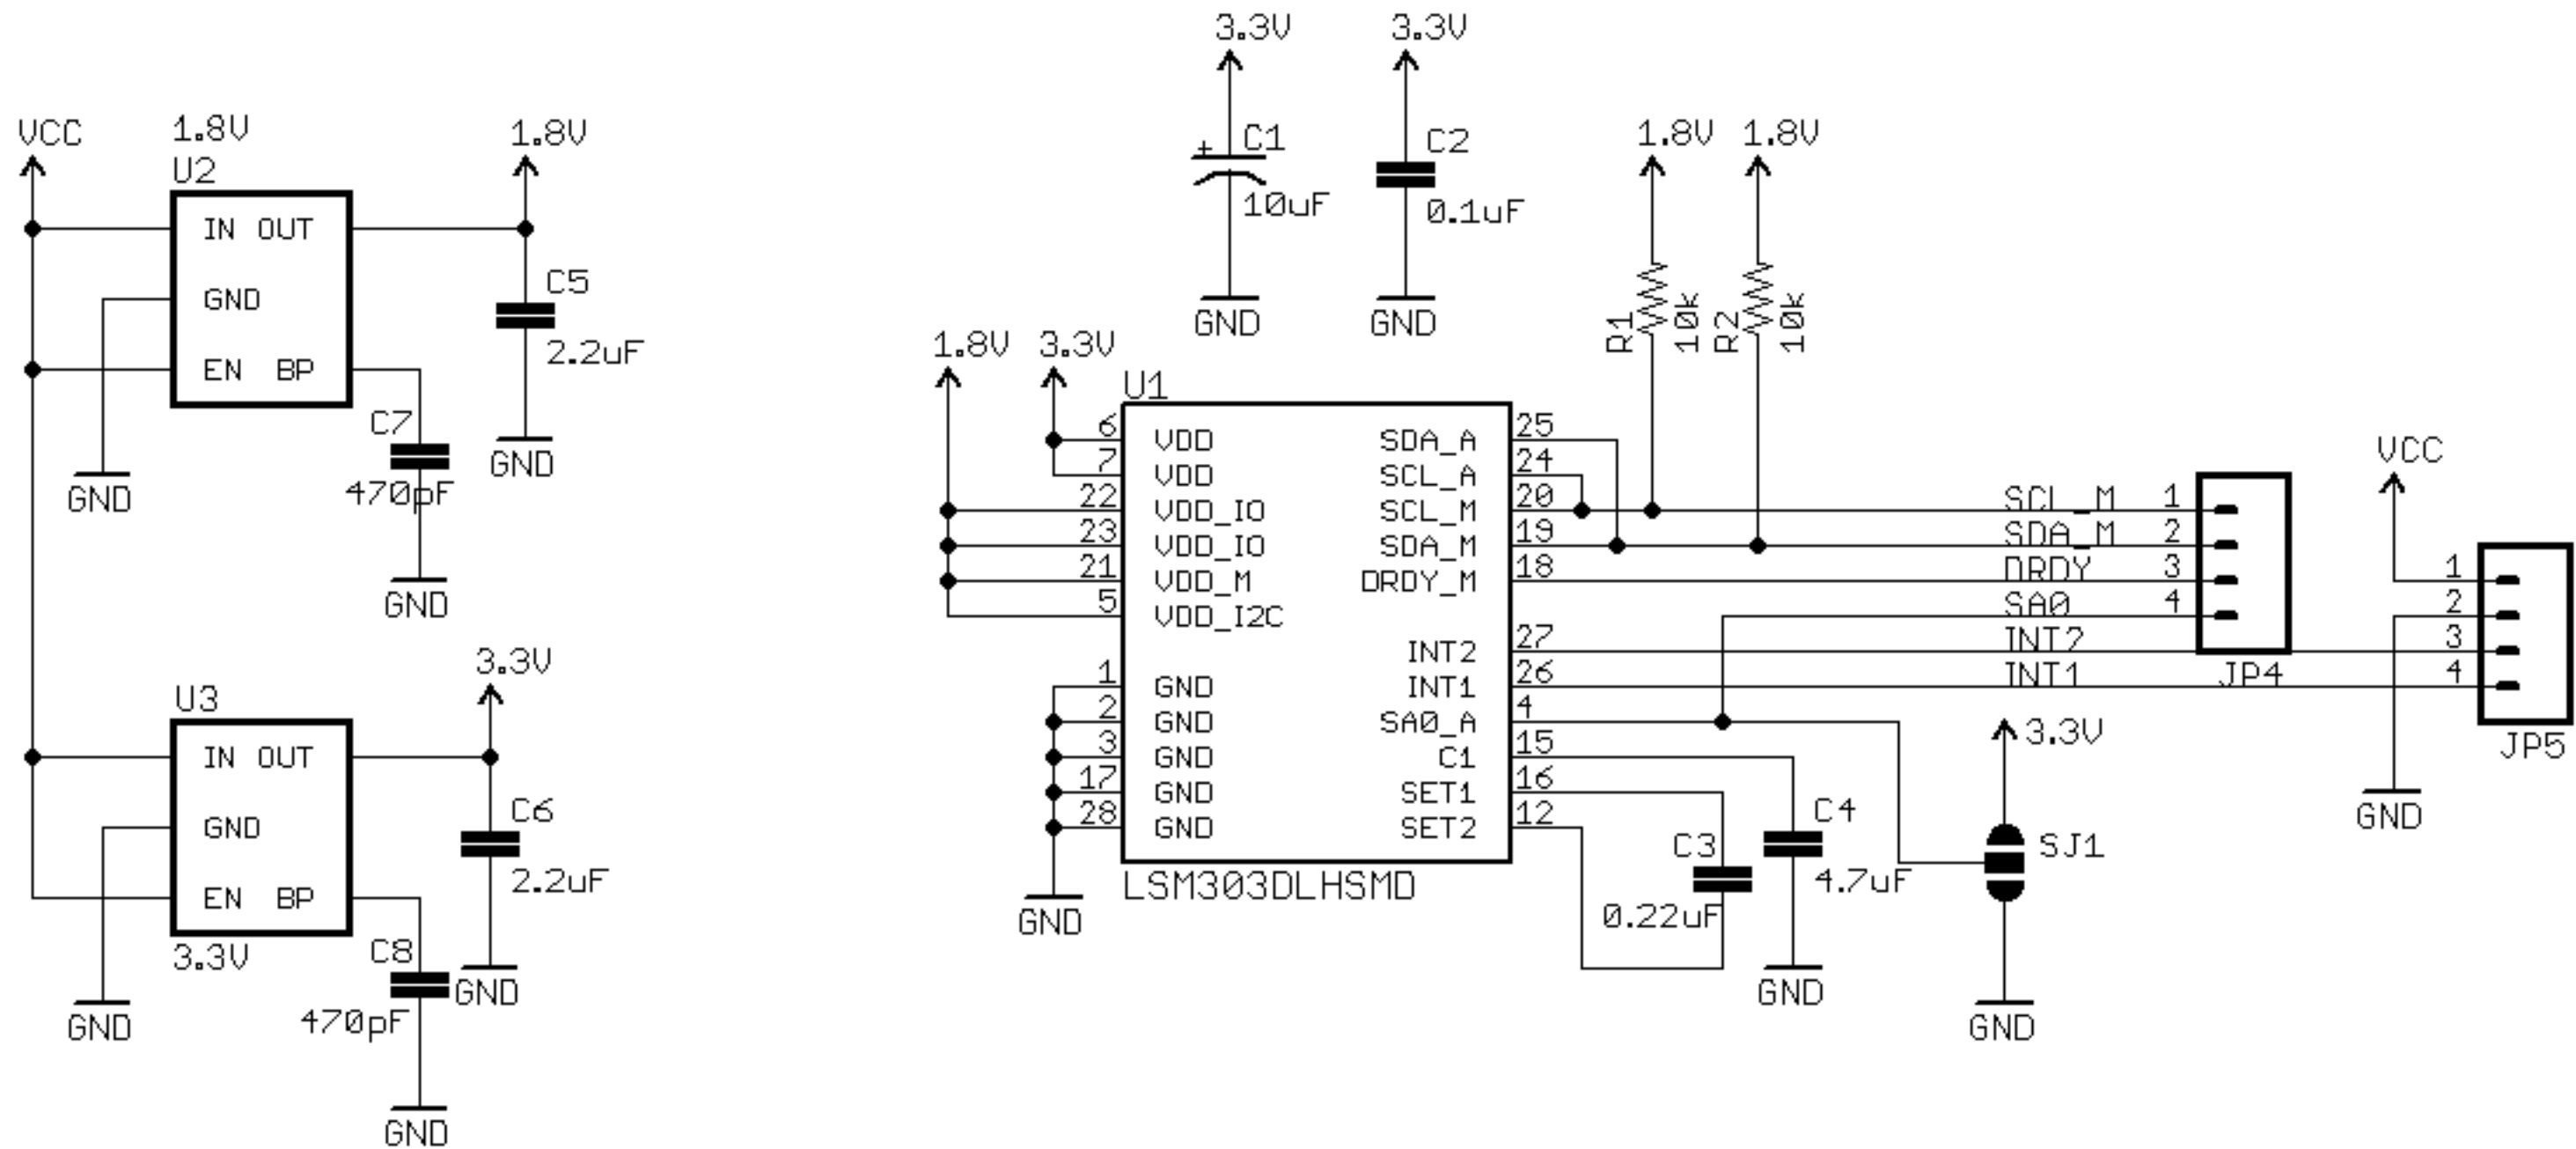 VCC
1.8V
U2
1.8V
IN OUT
GND
EN BP
C5
2.2uF
GND
C7
470pF
GND
GND
3.3V
U3
IN OUT
GND
EN BP
3.3V
C6
2.2uF
GND
C8
470pF
GND
GND
3.3V
C1
+
10uF
GND
3.3V
C2
0.1uF
GND
1.8V
1.8V
R1
10k
R2
10k
1.8V
3.3V
U1
6 VDD
7 VDD
22 VDD_IO
23 VDD_IO
21 VDD_M
5 VDD_I2C
1 GND
2 GND
3 GND
17 GND
28 GND
GND
SDA_A 25
SCL_A 24
SCL_M 20
SDA_M 19
DRDY_M 18
INT2 27
INT1 26
SA0_A 4
C1 15
SET1 16
SET2 12
LSM303DLHSMD
C3
0.22uF
C4
4.7uF
GND
SCL_M 1
SDA_M 2
DRDY 3
SA0 4
INT2
INT1
JP4
3.3V
SJ1
GND
VCC
1
2
3
4
JP5
GND